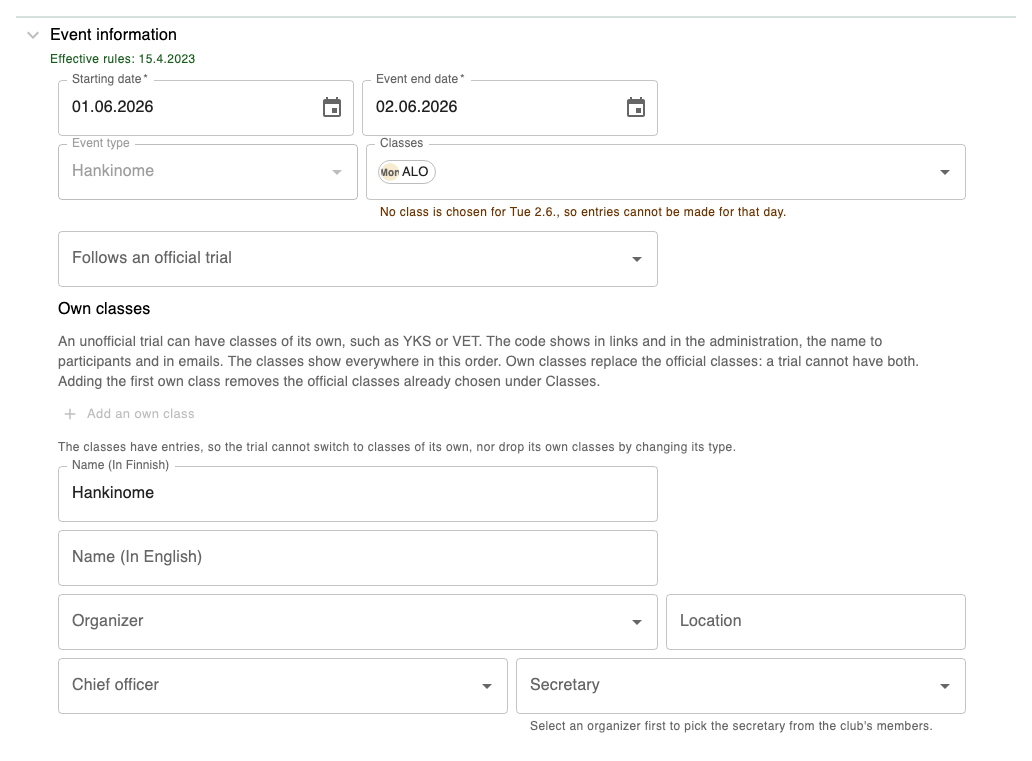 Event information
Effective rules: 15.4.2023
Starting date *
01.06.2026
Event end date *
02.06.2026
Event type
Hankinome
Classes
Mon ALO
No class is chosen for Tue 2.6., so entries cannot be made for that day.
Follows an official trial
Own classes
An unofficial trial can have classes of its own, such as YKS or VET. The code shows in links and in the administration, the name to
participants and in emails. The classes show everywhere in this order. Own classes replace the official classes: a trial cannot have both.
Adding the first own class removes the official classes already chosen under Classes.
+ Add an own class
The classes have entries, so the trial cannot switch to classes of its own, nor drop its own classes by changing its type.
Name (In Finnish)
Hankinome
Name (In English)
Organizer
Location
Chief officer
Secretary
Select an organizer first to pick the secretary from the club's members.